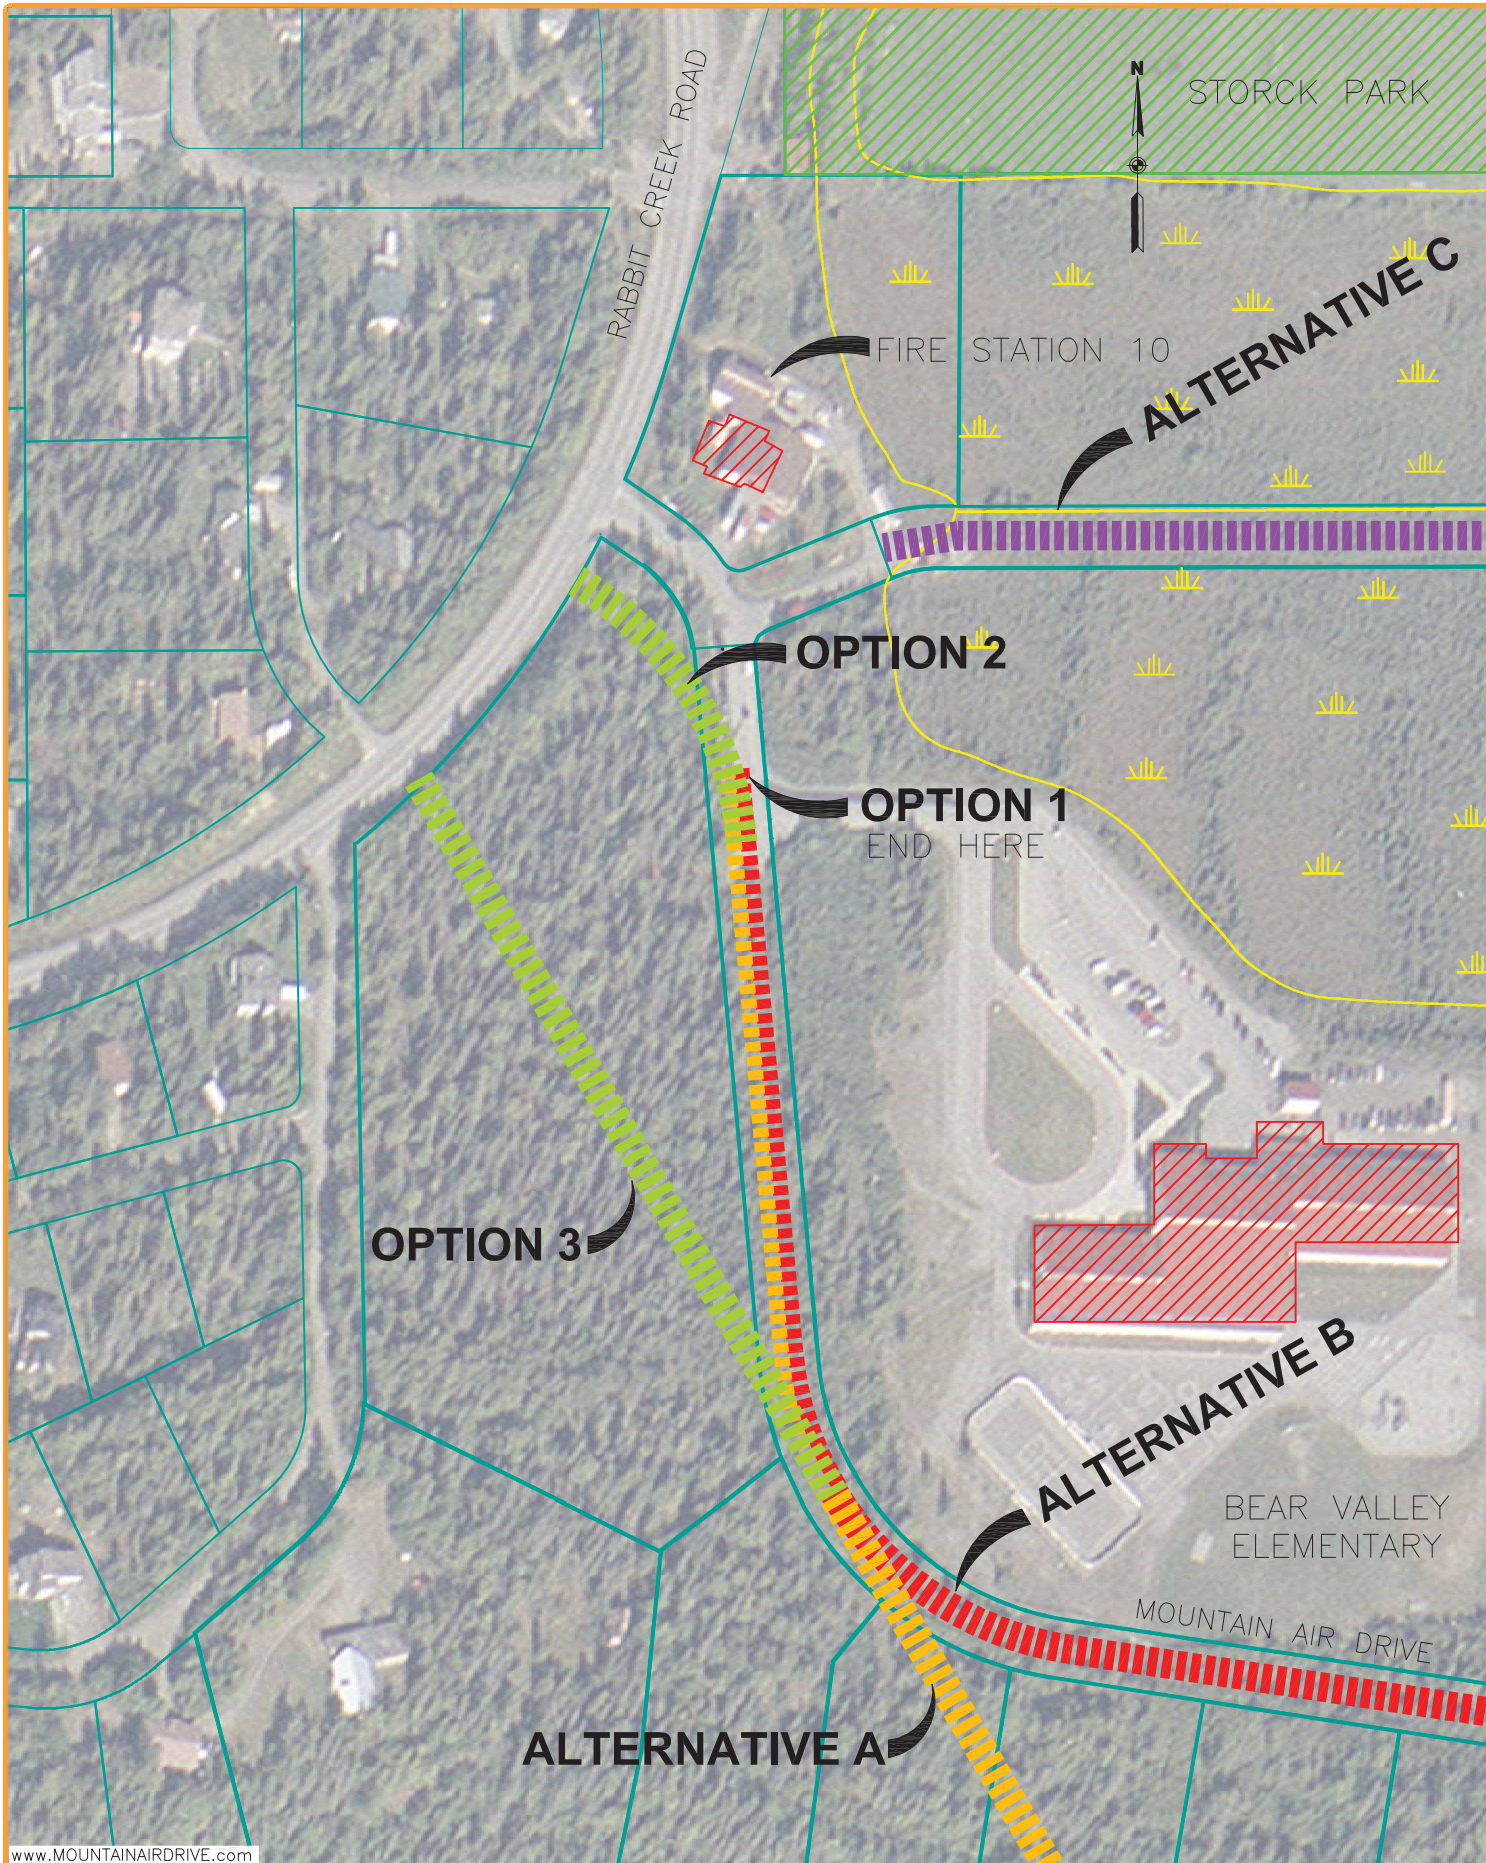 N
STORCK PARK
RABBIT CREEK ROAD
ALTERNATIVE C
FIRE STATION 10
OPTION 2
OPTION 1
END HERE
OPTION 3
ALTERNATIVE B
BEAR VALLEY
ELEMENTARY
MOUNTAIN AIR DRIVE
ALTERNATIVE A
www.MOUNTAINAIRDRIVE.com